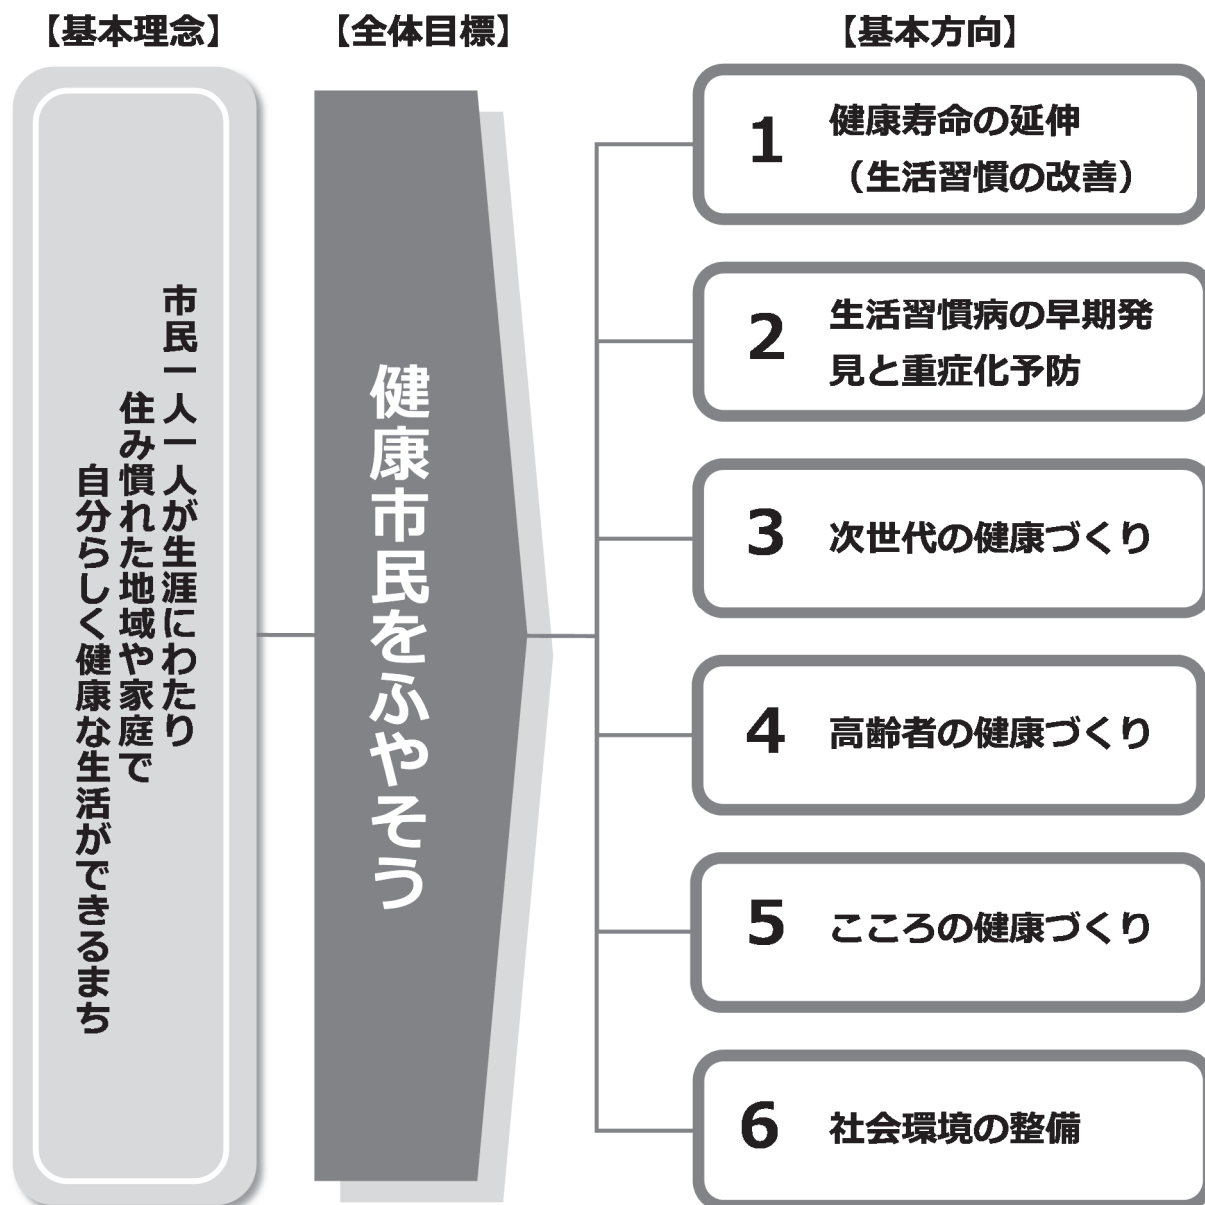 【基本理念】
【全体目標】
【基本方向】
市民一人一人が生涯にわたり
住み慣れた地域や家庭で
自分らしく健康な生活ができるまち
健康市民をふやそう
1
健康寿命の延伸
（生活習慣の改善）
2
生活習慣病の早期発
見と重症化予防
3
次世代の健康づくり
4
高齢者の健康づくり
5
こころの健康づくり
6
社会環境の整備